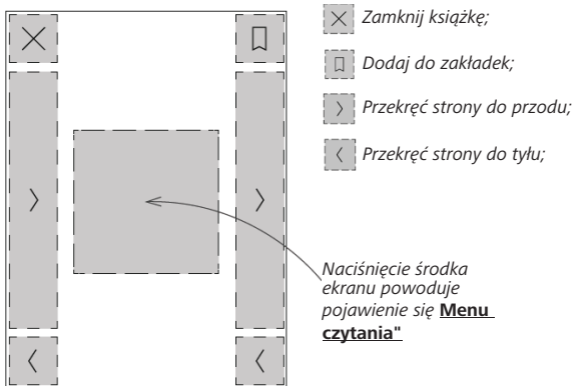 Zamknij książkę;
Dodaj do zakładek;
Przekręć strony do przodu;
Przekręć strony do tyłu;
Naciśnięcie środka
ekranu powoduje
pojawienie się Menu
czytania"